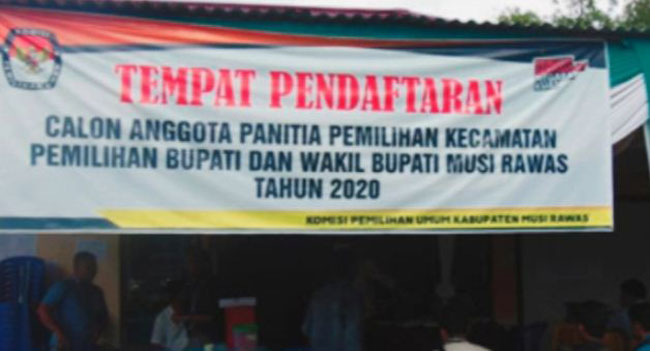 TEMPAT PENDAFTARAN
CALON ANGGOTA PANITIA PEMILIHAN KECAMATAN
PEMILIHAN BUPATI DAN WAKIL BUPATI MUSI RAWAS
TAHUN 2020
KOMISI PEMILIHAN UMUM KABUPATEN MUSI RAWAS